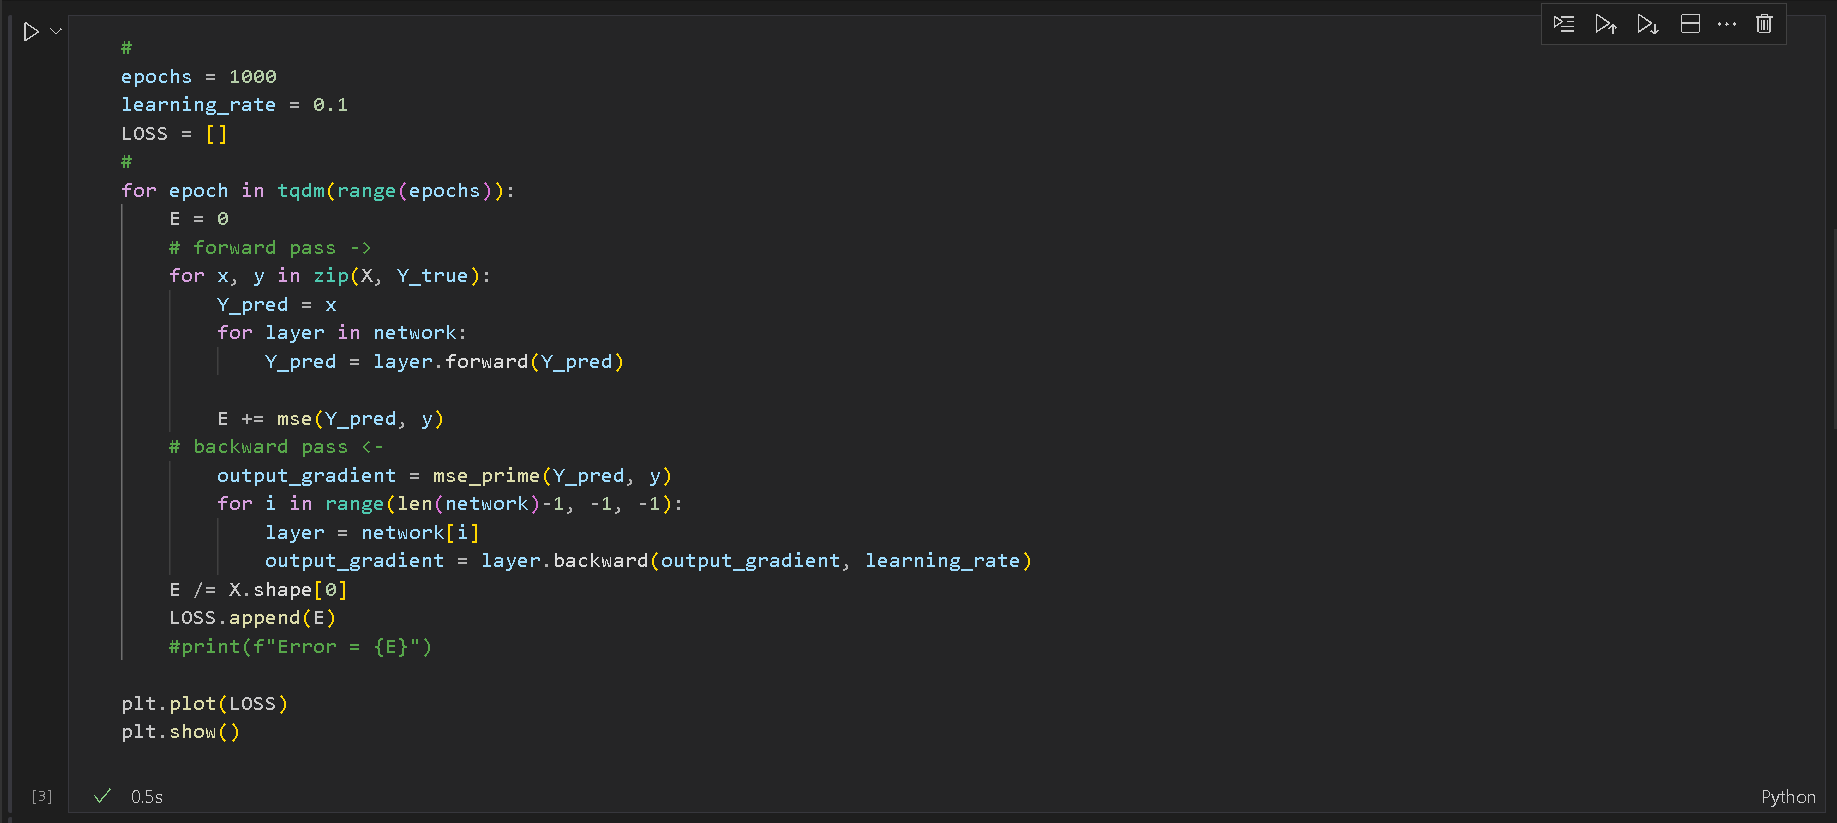 #
epochs = 1000
learning_rate = 0.1
LOSS = []
#
for epoch in tqdm(range(epochs)):
    E = 0
    # forward pass ->
    for x, y in zip(X, Y_true):
        Y_pred = x
        for layer in network:
            Y_pred = layer.forward(Y_pred)

        E += mse(Y_pred, y)
    # backward pass <-
        output_gradient = mse_prime(Y_pred, y)
        for i in range(len(network)-1, -1, -1):
            layer = network[i]
            output_gradient = layer.backward(output_gradient, learning_rate)
    E /= X.shape[0]
    LOSS.append(E)
    #print(f"Error = {E}")

plt.plot(LOSS)
plt.show()
[3] 0.5s Python